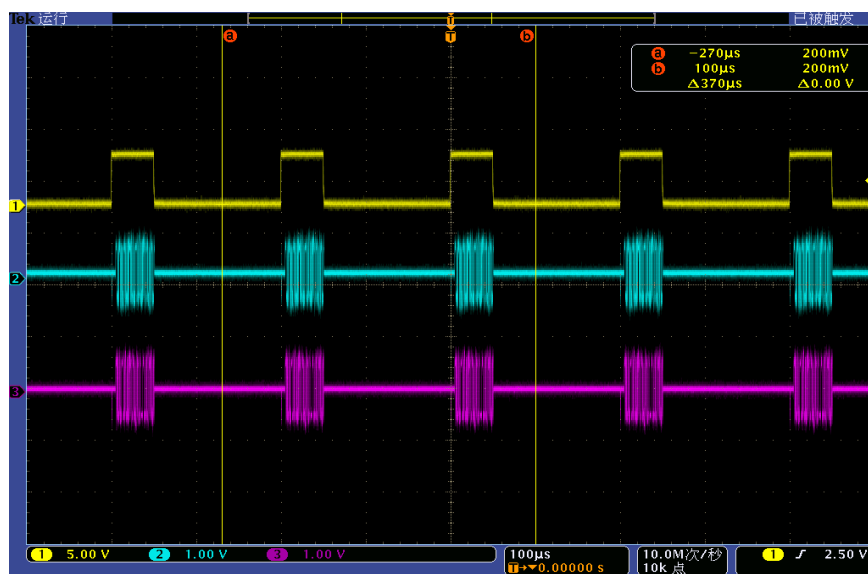 Tek 运行 T 已被触发
a b
T
a −270µs 200mV
b 100µs 200mV
Δ370µs Δ0.00 V
1
2
3
1 5.00 V 2 1.00 V 3 1.00 V 100µs 10.0M次/秒 1 2.50 V
T→▼0.00000 s 10k 点